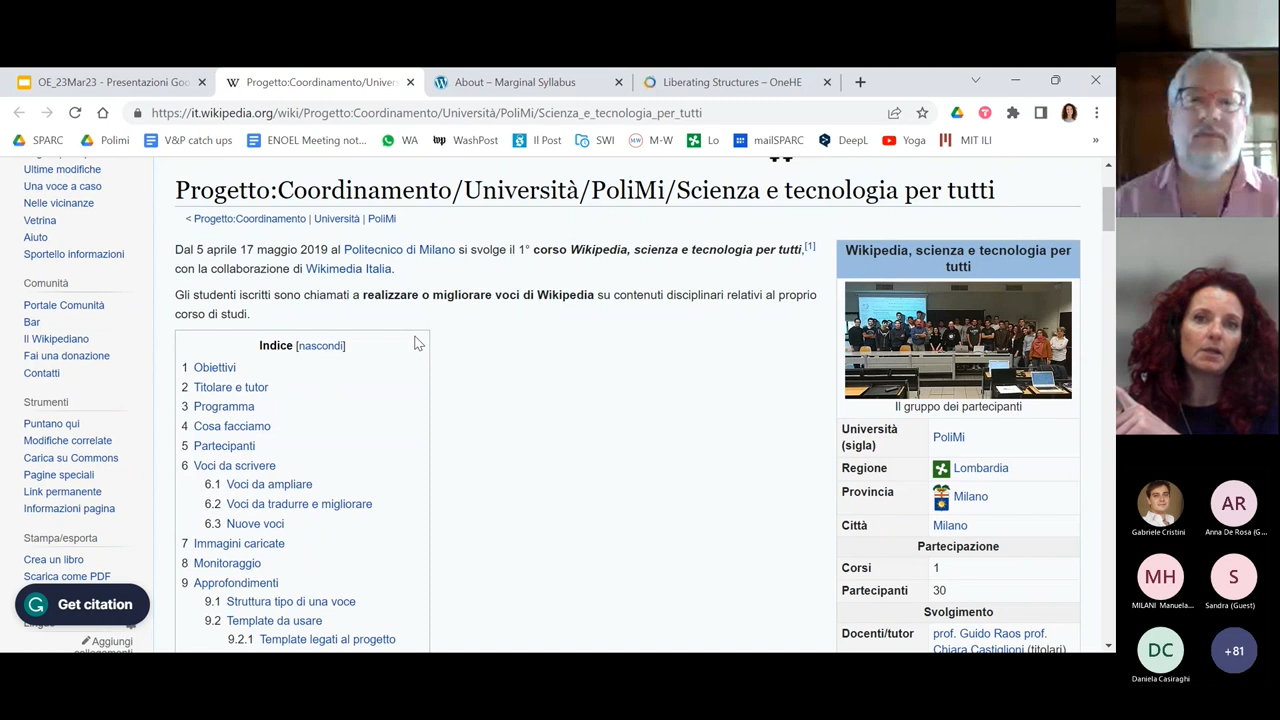 OE_23Mar23 - Presentazioni Goo
Progetto:Coordinamento/Univer
About – Marginal Syllabus
Liberating Structures – OneHE
https://it.wikipedia.org/wiki/Progetto:Coordinamento/Università/PoliMi/Scienza_e_tecnologia_per_tutti
SPARC
Polimi
V&P catch ups
ENOEL Meeting not...
WA
WashPost
Il Post
SWI
M-W
Lo
mailSPARC
DeepL
Yoga
MIT ILI
»
Ultime modifiche
Una voce a caso
Nelle vicinanze
Vetrina
Aiuto
Sportello informazioni
Comunità
Portale Comunità
Bar
Il Wikipediano
Fai una donazione
Contatti
Strumenti
Puntano qui
Modifiche correlate
Carica su Commons
Pagine speciali
Link permanente
Informazioni pagina
Stampa/esporta
Crea un libro
Scarica come PDF
Get citation
Aggiungi
collegamenti
Progetto:Coordinamento/Università/PoliMi/Scienza e tecnologia per tutti
< Progetto:Coordinamento | Università | PoliMi
Dal 5 aprile 17 maggio 2019 al Politecnico di Milano si svolge il 1° corso Wikipedia, scienza e tecnologia per tutti,[1]
con la collaborazione di Wikimedia Italia.
Gli studenti iscritti sono chiamati a realizzare o migliorare voci di Wikipedia su contenuti disciplinari relativi al proprio
corso di studi.
Indice [nascondi]
1 Obiettivi
2 Titolare e tutor
3 Programma
4 Cosa facciamo
5 Partecipanti
6 Voci da scrivere
6.1 Voci da ampliare
6.2 Voci da tradurre e migliorare
6.3 Nuove voci
7 Immagini caricate
8 Monitoraggio
9 Approfondimenti
9.1 Struttura tipo di una voce
9.2 Template da usare
9.2.1 Template legati al progetto
Wikipedia, scienza e tecnologia per
tutti
Il gruppo dei partecipanti
Università
(sigla)
PoliMi
Regione
Lombardia
Provincia
Milano
Città
Milano
Partecipazione
Corsi
1
Partecipanti
30
Svolgimento
Docenti/tutor
prof. Guido Raos prof.
Chiara Castiglioni (titolari)
Gabriele Cristini
AR
Anna De Rosa (G...
MH
MILANI Manuela...
S
Sandra (Guest)
DC
Daniela Casiraghi
+81